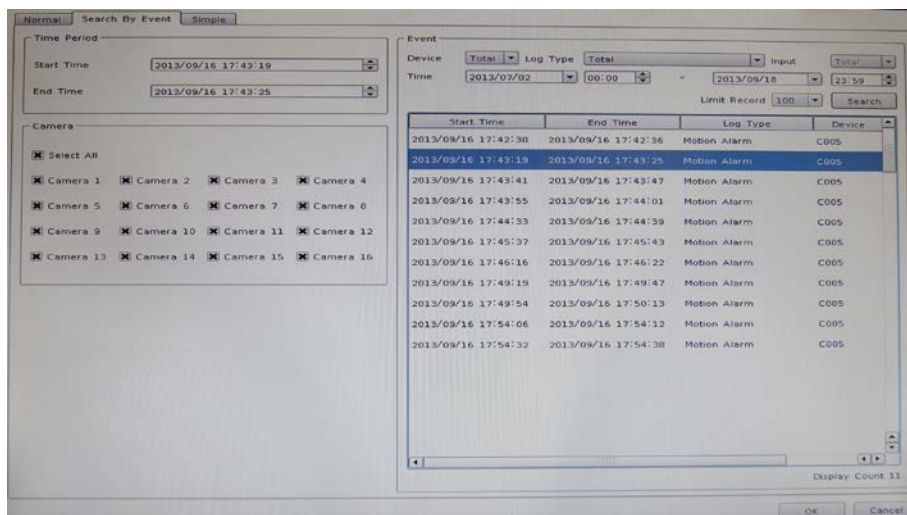 Normal Search By Event Simple
Time Period
Start Time 2013/09/16 17:43:19
End Time 2013/09/16 17:43:25
Camera
Select All
Camera 1 Camera 2 Camera 3 Camera 4
Camera 5 Camera 6 Camera 7 Camera 8
Camera 9 Camera 10 Camera 11 Camera 12
Camera 13 Camera 14 Camera 15 Camera 16
Event
Device Total Log Type Total Input Total
Time 2013/07/02 00:00 - 2013/09/18 23:59
Limit Record 100 Search
Start Time End Time Log Type Device
2013/09/16 17:42:30 2013/09/16 17:42:36 Motion Alarm C005
2013/09/16 17:43:19 2013/09/16 17:43:25 Motion Alarm C005
2013/09/16 17:43:41 2013/09/16 17:43:47 Motion Alarm C005
2013/09/16 17:43:55 2013/09/16 17:44:01 Motion Alarm C005
2013/09/16 17:44:33 2013/09/16 17:44:39 Motion Alarm C005
2013/09/16 17:45:37 2013/09/16 17:45:43 Motion Alarm C005
2013/09/16 17:46:16 2013/09/16 17:46:22 Motion Alarm C005
2013/09/16 17:49:19 2013/09/16 17:49:47 Motion Alarm C005
2013/09/16 17:49:54 2013/09/16 17:50:13 Motion Alarm C005
2013/09/16 17:54:06 2013/09/16 17:54:12 Motion Alarm C005
2013/09/16 17:54:32 2013/09/16 17:54:38 Motion Alarm C005
Display Count 11
OK Cancel